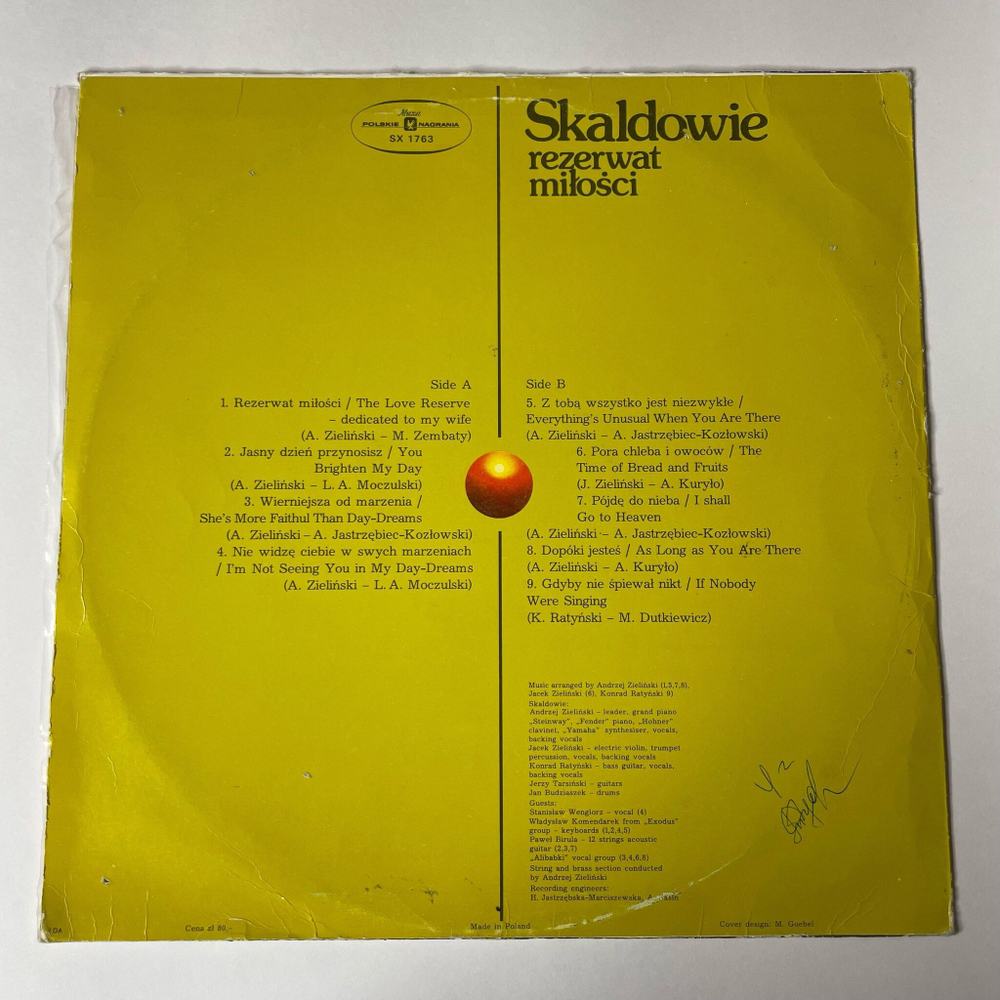 Muza
POLSKIE NAGRANIA
SX 1763
Skaldowie
rezerwat
miłości
Side A
1. Rezerwat miłości / The Love Reserve
– dedicated to my wife
(A. Zieliński – M. Zembaty)
2. Jasny dzień przynosisz / You
Brighten My Day
(A. Zieliński – L. A. Moczulski)
3. Wierniejsza od marzenia /
She's More Faithul Than Day-Dreams
(A. Zieliński – A. Jastrzębiec-Kozłowski)
4. Nie widzę ciebie w swych marzeniach
/ I'm Not Seeing You in My Day-Dreams
(A. Zieliński – L. A. Moczulski)
Side B
5. Z tobą wszystko jest niezwykłe /
Everything's Unusual When You Are There
(A. Zieliński – A. Jastrzębiec-Kozłowski)
6. Pora chleba i owoców / The
Time of Bread and Fruits
(J. Zieliński – A. Kuryło)
7. Pójdę do nieba / I shall
Go to Heaven
(A. Zieliński – A. Jastrzębiec-Kozłowski)
8. Dopóki jesteś / As Long as You Are There
(A. Zieliński – A. Kuryło)
9. Gdyby nie śpiewał nikt / If Nobody
Were Singing
(K. Ratyński – M. Dutkiewicz)
Music arranged by Andrzej Zieliński (1,5,7,8),
Jacek Zieliński (6), Konrad Ratyński 9)
Skaldowie:
Andrzej Zieliński – leader, grand piano
„Steinway", „Fender" piano, „Hohner"
clavinet, „Yamaha" synthesiser, vocals,
backing vocals
Jacek Zieliński – electric violin, trumpet
percussion, vocals, backing vocals
Konrad Ratyński – bass guitar, vocals,
backing vocals
Jerzy Tarsiński – guitars
Jan Budziaszek – drums
Guests:
Stanisław Wenglorz – vocal (4)
Władysław Komendarek from „Exodus"
group – keyboards (1,2,4,5)
Paweł Birula – 12 strings acoustic
guitar (2,3,7)
„Alibabki" vocal group (3,4,6,8)
String and brass section conducted
by Andrzej Zieliński
Recording engineers:
H. Jastrzębska-Marciszewska,
DA
Cena zł 80,–
Made in Poland
Cover design: M. Goebel